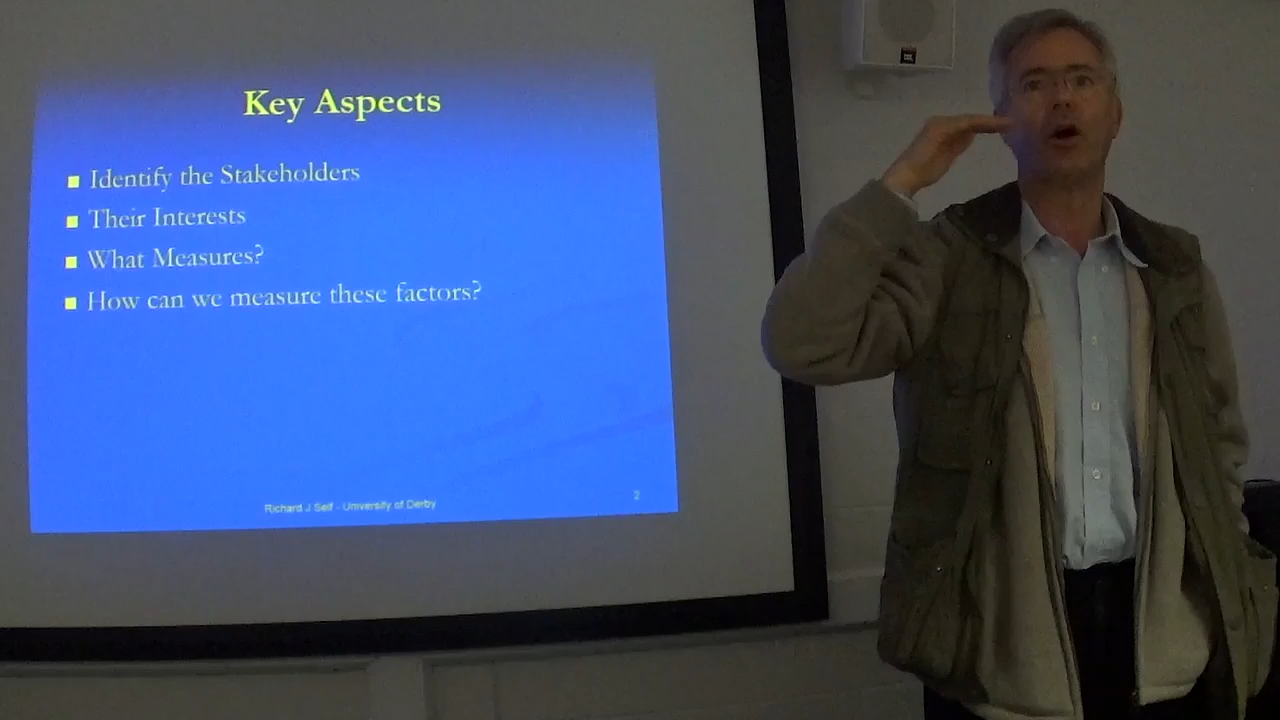 Key Aspects
Identify the Stakeholders
Their Interests
What Measures?
How can we measure these factors?
Richard J Self - University of Derby
2
JBL